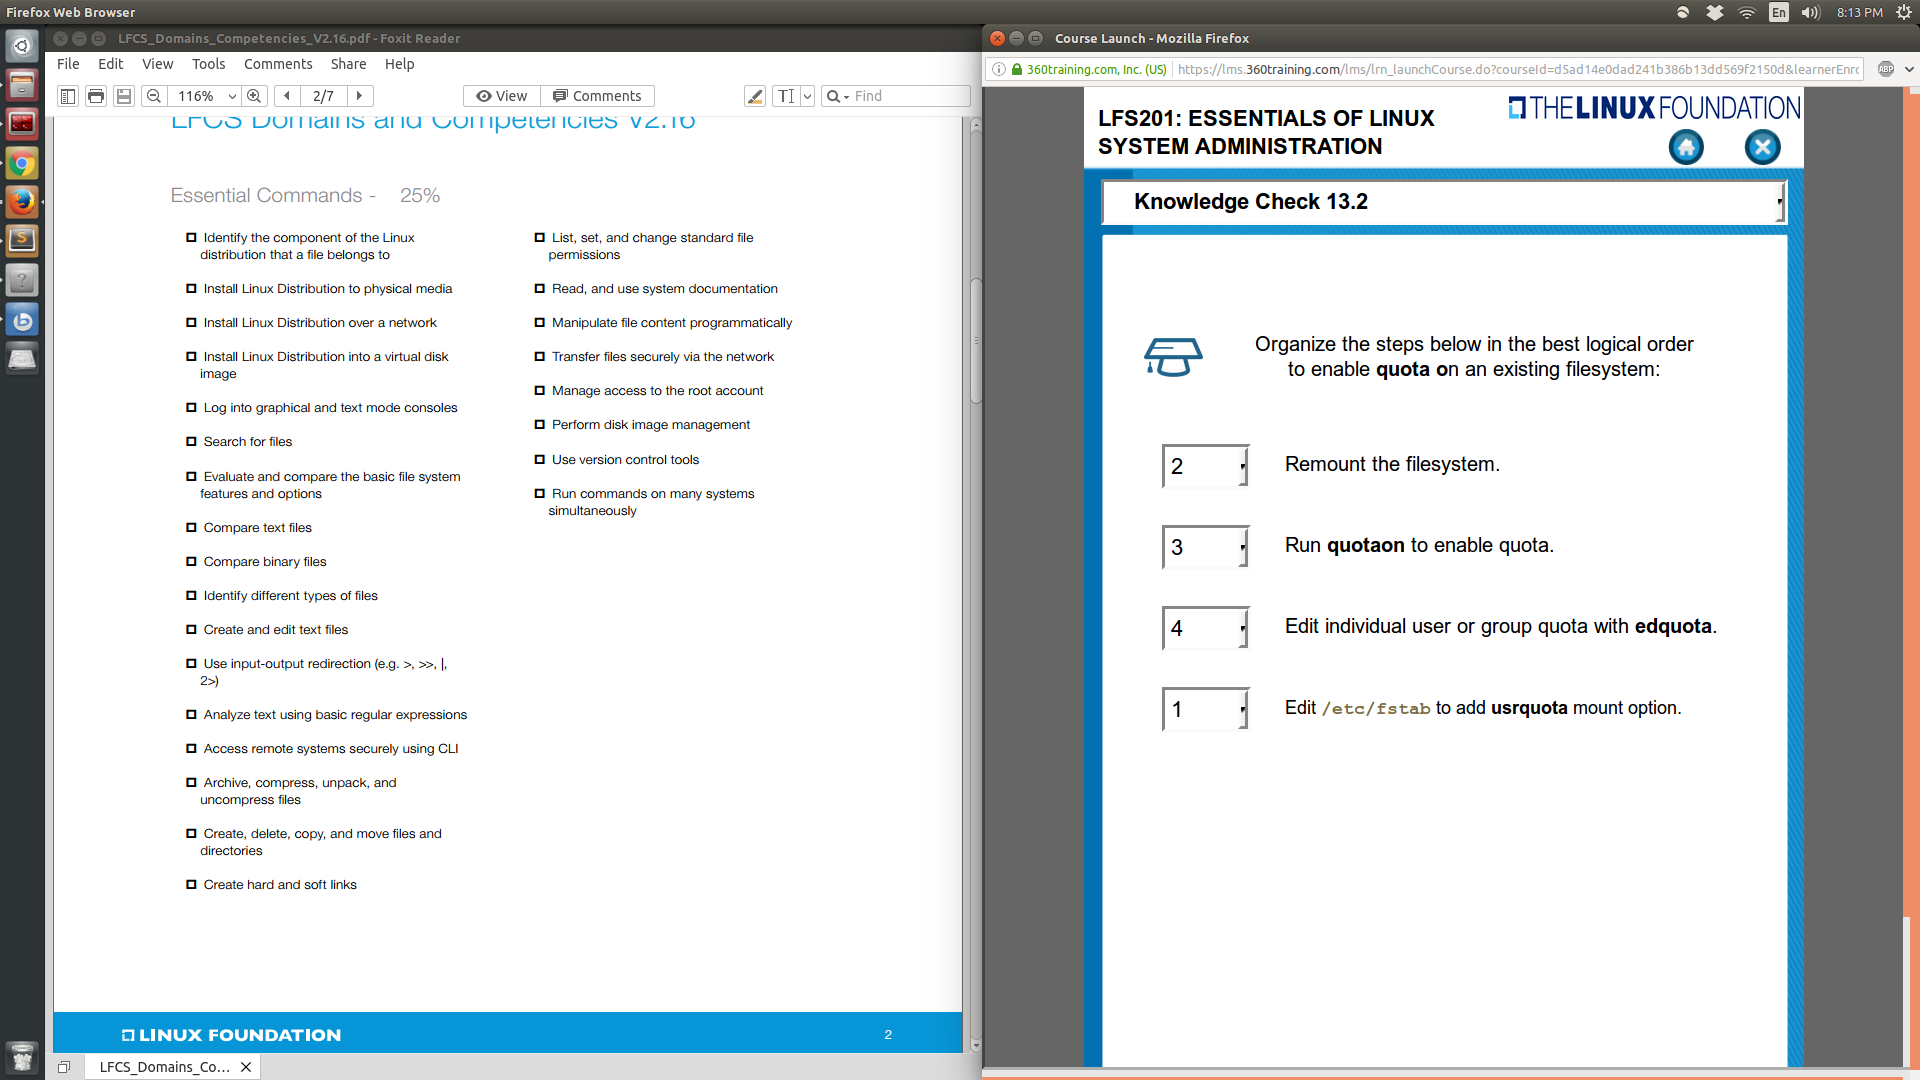 Firefox Web Browser
En
8:13 PM
LFCS_Domains_Competencies_V2.16.pdf - Foxit Reader
File Edit View Tools Comments Share Help
116%
2/7
View
Comments
Find
LFCS Domains and Competencies V2.16
Essential Commands - 25%
Identify the component of the Linux
distribution that a file belongs to
Install Linux Distribution to physical media
Install Linux Distribution over a network
Install Linux Distribution into a virtual disk
image
Log into graphical and text mode consoles
Search for files
Evaluate and compare the basic file system
features and options
Compare text files
Compare binary files
Identify different types of files
Create and edit text files
Use input-output redirection (e.g. >, >>, |,
2>)
Analyze text using basic regular expressions
Access remote systems securely using CLI
Archive, compress, unpack, and
uncompress files
Create, delete, copy, and move files and
directories
Create hard and soft links
List, set, and change standard file
permissions
Read, and use system documentation
Manipulate file content programmatically
Transfer files securely via the network
Manage access to the root account
Perform disk image management
Use version control tools
Run commands on many systems
simultaneously
LINUX FOUNDATION
2
LFCS_Domains_Co...
Course Launch - Mozilla Firefox
360training.com, Inc. (US)
https://lms.360training.com/lms/lrn_launchCourse.do?courseId=d5ad14e0dad241b386b13dd569f2150d&learnerEnrc
ABP
LFS201: ESSENTIALS OF LINUX
SYSTEM ADMINISTRATION
THE LINUX FOUNDATION
Knowledge Check 13.2
Organize the steps below in the best logical order
to enable quota on an existing filesystem:
2 Remount the filesystem.
3 Run quotaon to enable quota.
4 Edit individual user or group quota with edquota.
1 Edit /etc/fstab to add usrquota mount option.